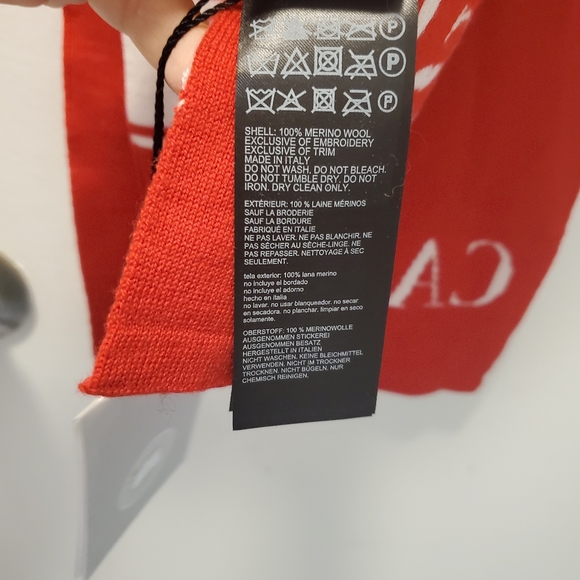 SHELL: 100% MERINO WOOL
EXCLUSIVE OF EMBROIDERY
EXCLUSIVE OF TRIM
MADE IN ITALY
DO NOT WASH. DO NOT BLEACH.
DO NOT TUMBLE DRY. DO NOT
IRON. DRY CLEAN ONLY.
EXTÉRIEUR: 100 % LAINE MÉRINOS
SAUF LA BRODERIE
SAUF LA BORDURE
FABRIQUÉ EN ITALIE
NE PAS LAVER. NE PAS BLANCHIR. NE
PAS SÉCHER AU SÈCHE-LINGE. NE
PAS REPASSER. NETTOYAGE À SEC
SEULEMENT.
tela exterior: 100% lana merino
no incluye el bordado
no incluye el adorno
hecho en italia
no lavar. no usar blanqueador. no secar
en secadora. no planchar. limpiar en seco
solamente.
OBERSTOFF: 100 % MERINOWOLLE
AUSGENOMMEN STICKEREI
AUSGENOMMEN BESATZ
HERGESTELLT IN ITALIEN
NICHT WASCHEN. KEINE BLEICHMITTEL
VERWENDEN. NICHT IM TROCKNER
TROCKNEN. NICHT BÜGELN. NUR
CHEMISCH REINIGEN.
P
P
P
CA